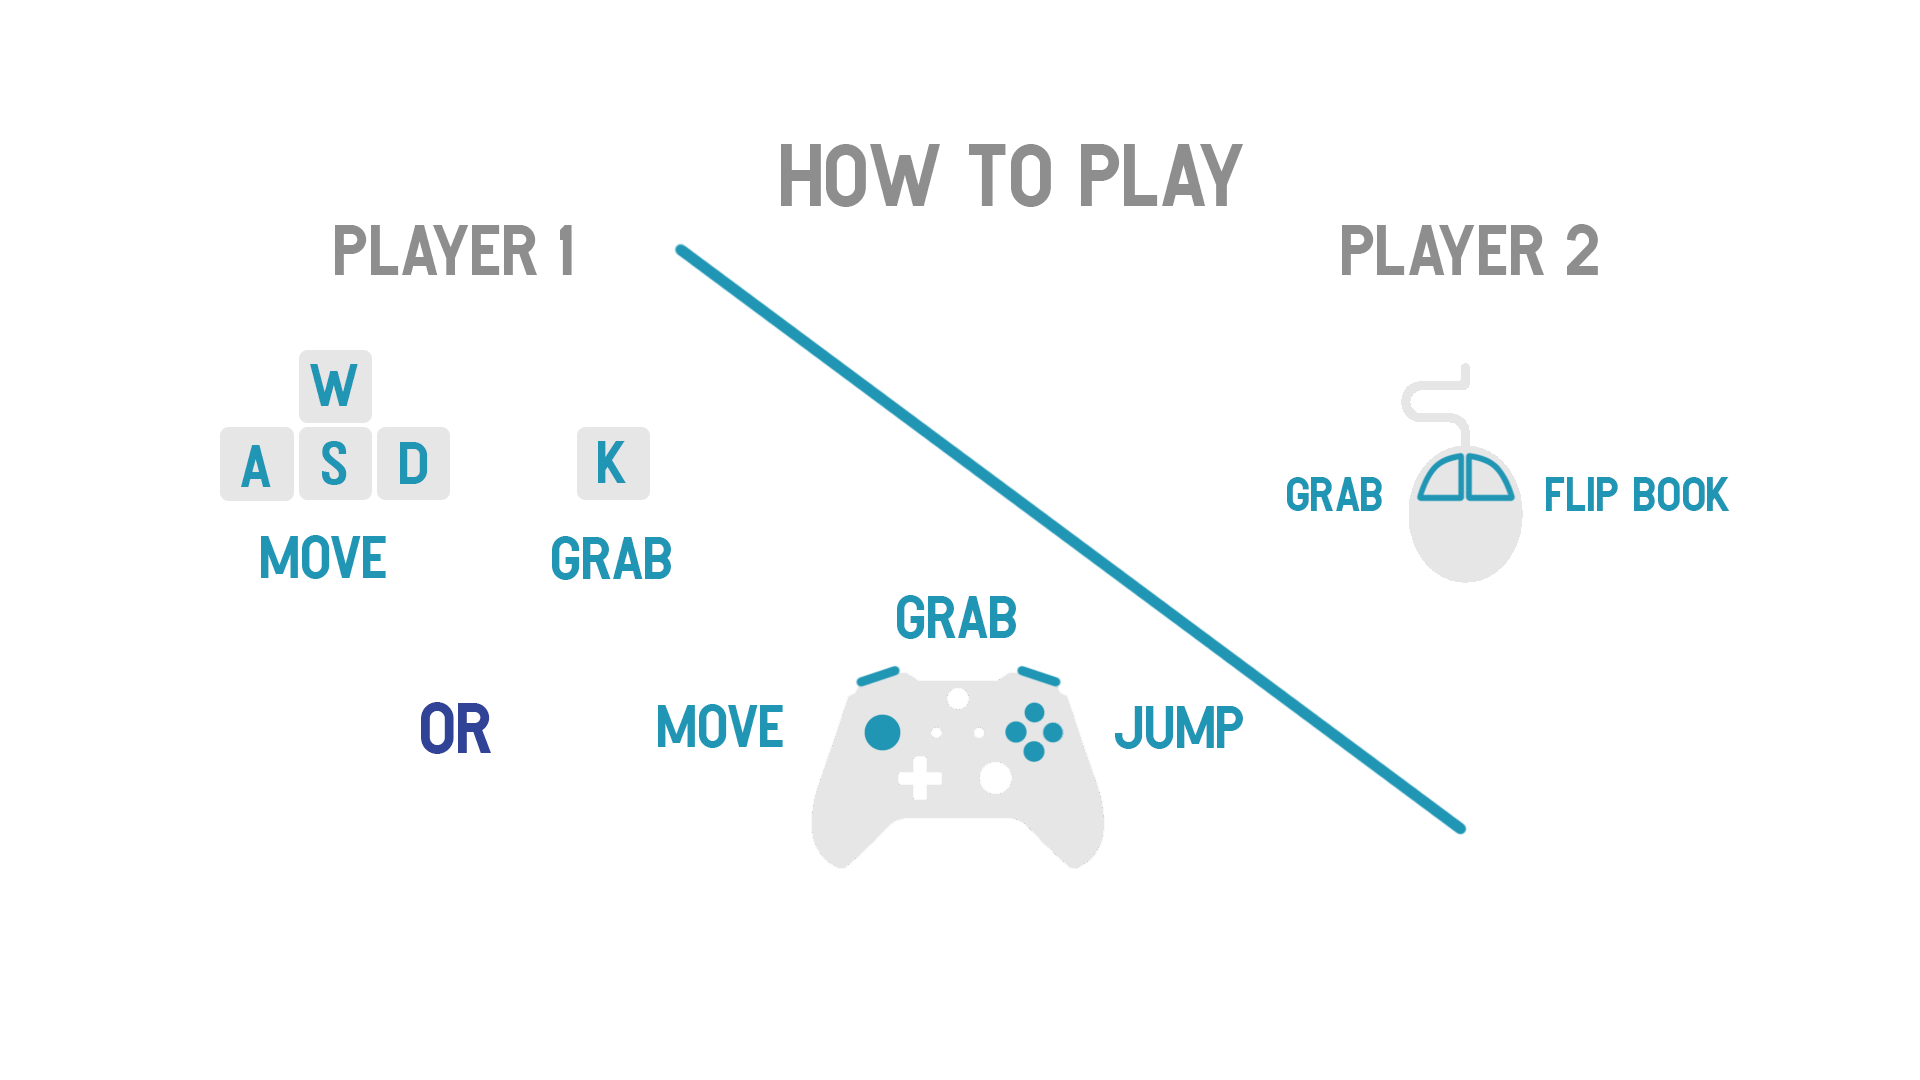 HOW TO PLAY
PLAYER 1
W
A S D
MOVE
K
GRAB
OR
MOVE
GRAB
JUMP
PLAYER 2
GRAB
FLIP BOOK